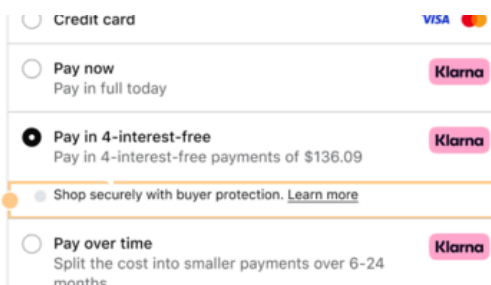 Credit card VISA
Pay now Klarna
Pay in full today
Pay in 4-interest-free Klarna
Pay in 4-interest-free payments of $136.09
Shop securely with buyer protection. Learn more
Pay over time Klarna
Split the cost into smaller payments over 6-24
months